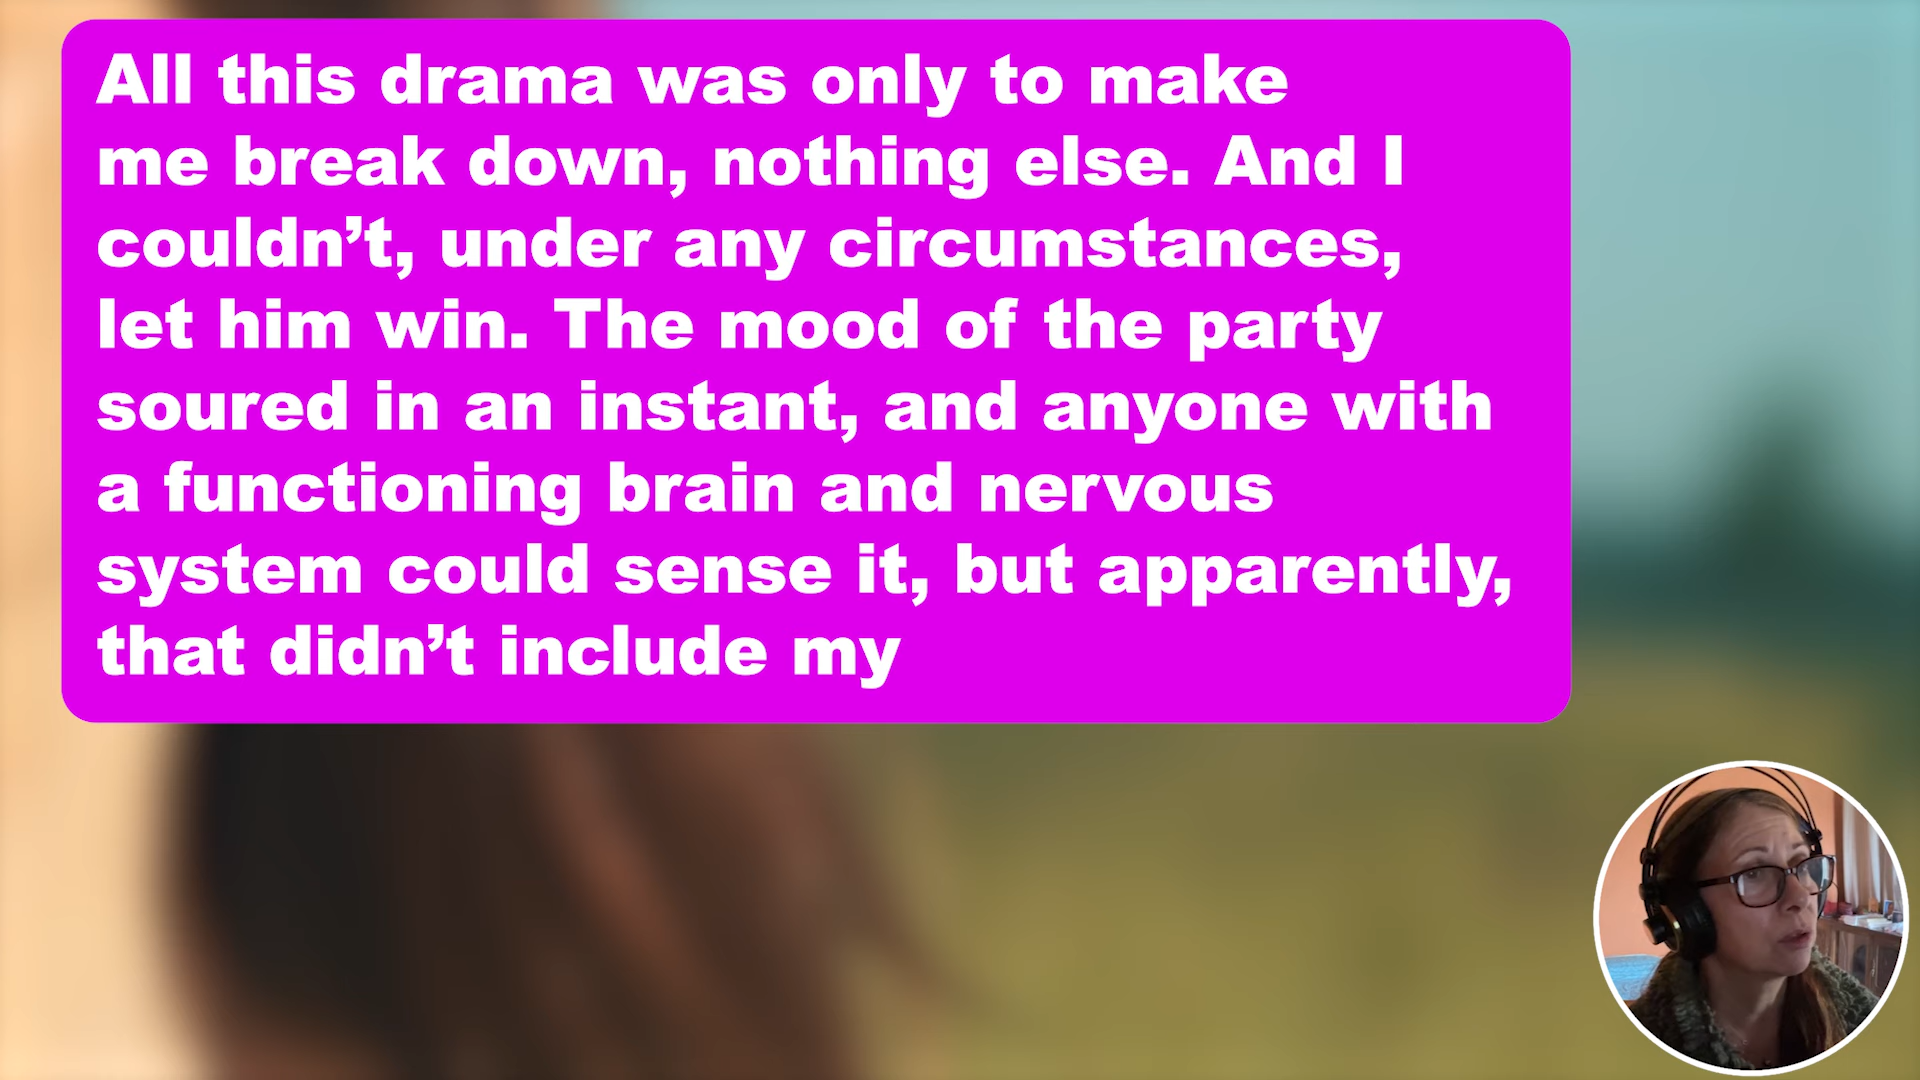 All this drama was only to make
me break down, nothing else. And I
couldn’t, under any circumstances,
let him win. The mood of the party
soured in an instant, and anyone with
a functioning brain and nervous
system could sense it, but apparently,
that didn’t include my